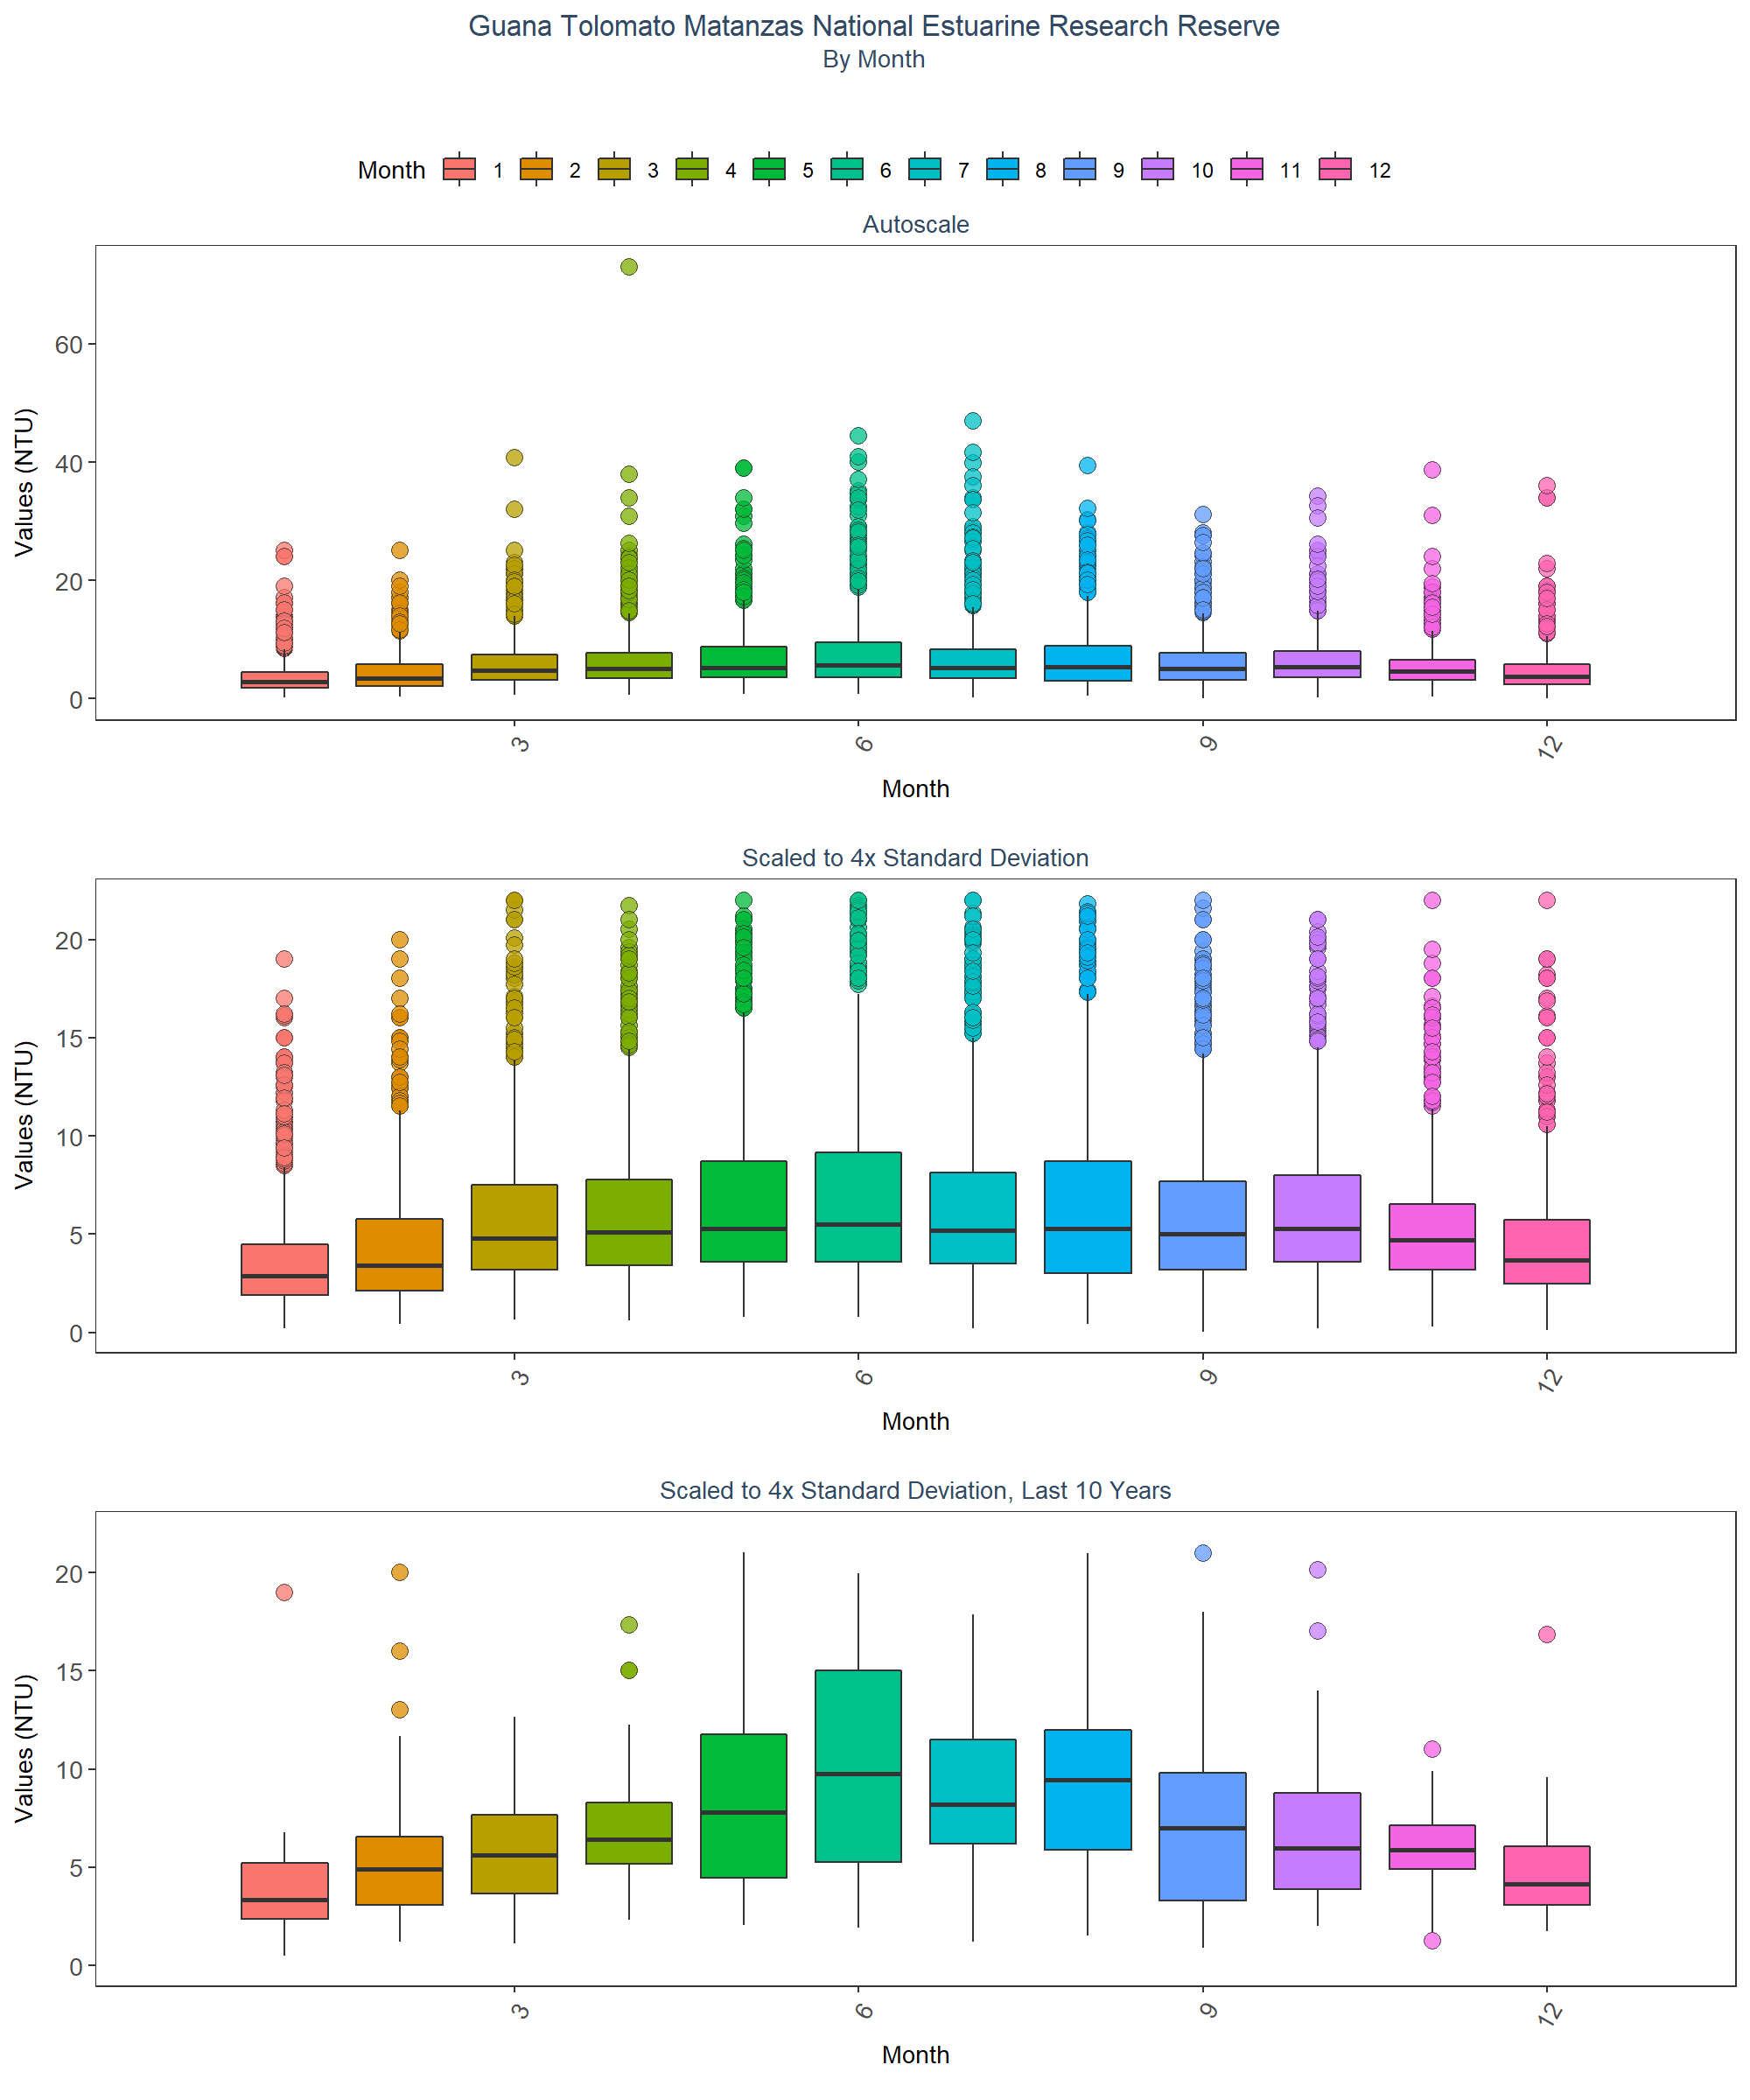 Guana Tolomato Matanzas National Estuarine Research Reserve
By Month
Month 1 2 3 4 5 6 7 8 9 10 11 12
Autoscale
Values (NTU)
60
40
20
0
3 6 9 12
Month
Scaled to 4x Standard Deviation
Values (NTU)
20
15
10
5
0
3 6 9 12
Month
Scaled to 4x Standard Deviation, Last 10 Years
Values (NTU)
20
15
10
5
0
3 6 9 12
Month